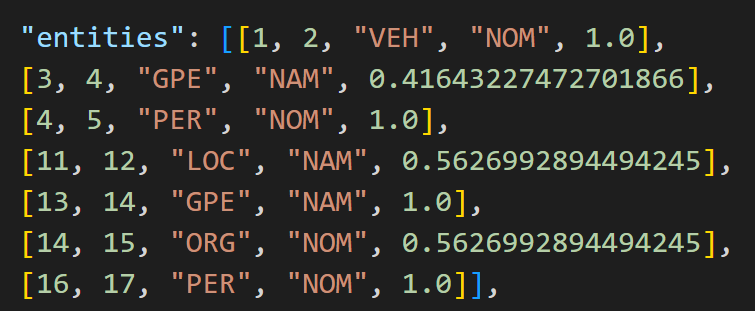 "entities": [[1, 2, "VEH", "NOM", 1.0],
[3, 4, "GPE", "NAM", 0.41643227472701866],
[4, 5, "PER", "NOM", 1.0],
[11, 12, "LOC", "NAM", 0.5626992894494245],
[13, 14, "GPE", "NAM", 1.0],
[14, 15, "ORG", "NOM", 0.5626992894494245],
[16, 17, "PER", "NOM", 1.0]],